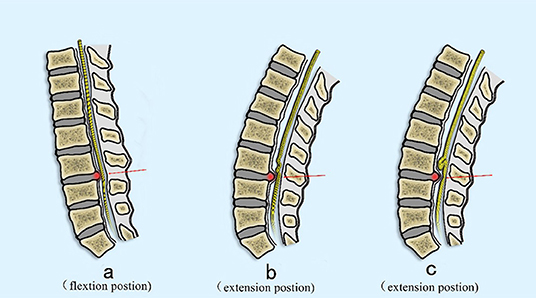 a b c
（flextion postion） （extension postion） （extension postion）